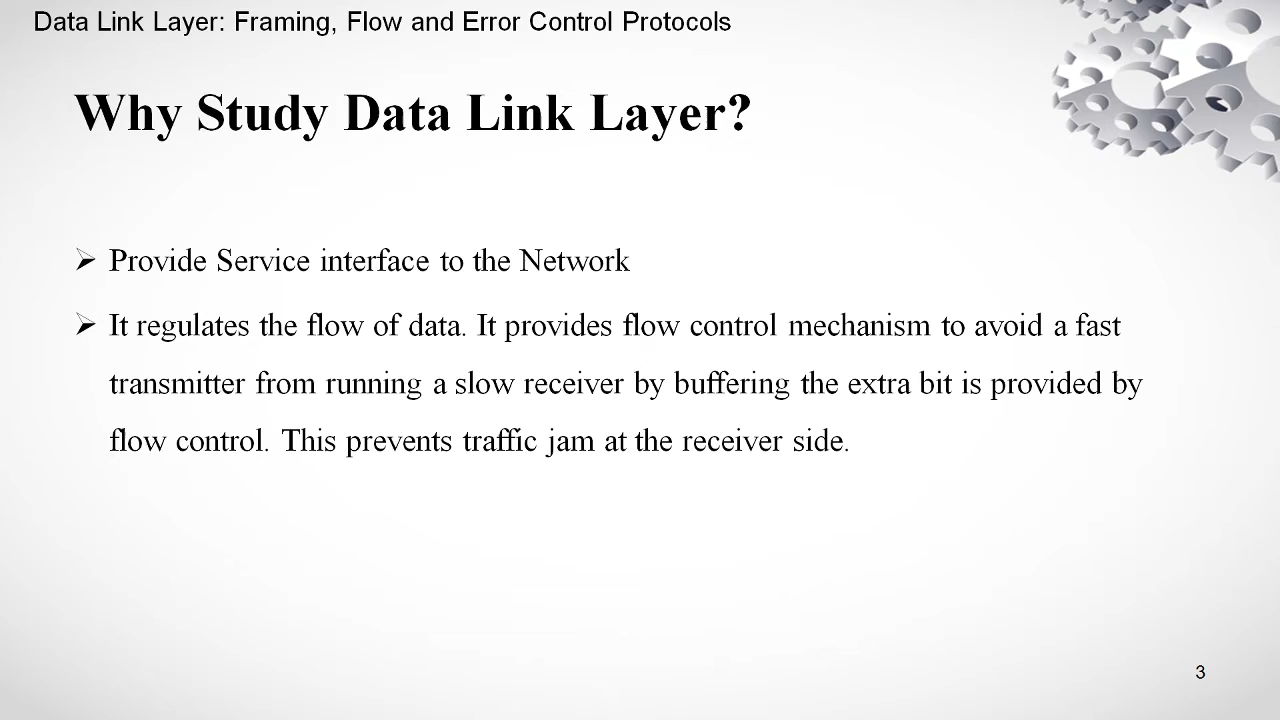 Data Link Layer: Framing, Flow and Error Control Protocols
Why Study Data Link Layer?
➢ Provide Service interface to the Network
➢ It regulates the flow of data. It provides flow control mechanism to avoid a fast
transmitter from running a slow receiver by buffering the extra bit is provided by
flow control. This prevents traffic jam at the receiver side.
3